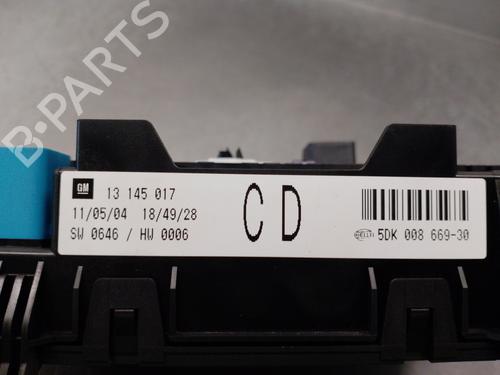 B-PARTS
GM 13 145 017
11/05/04 18/49/28
SW 0646 / HW 0006
C D
HELLA 5DK 008 669-30